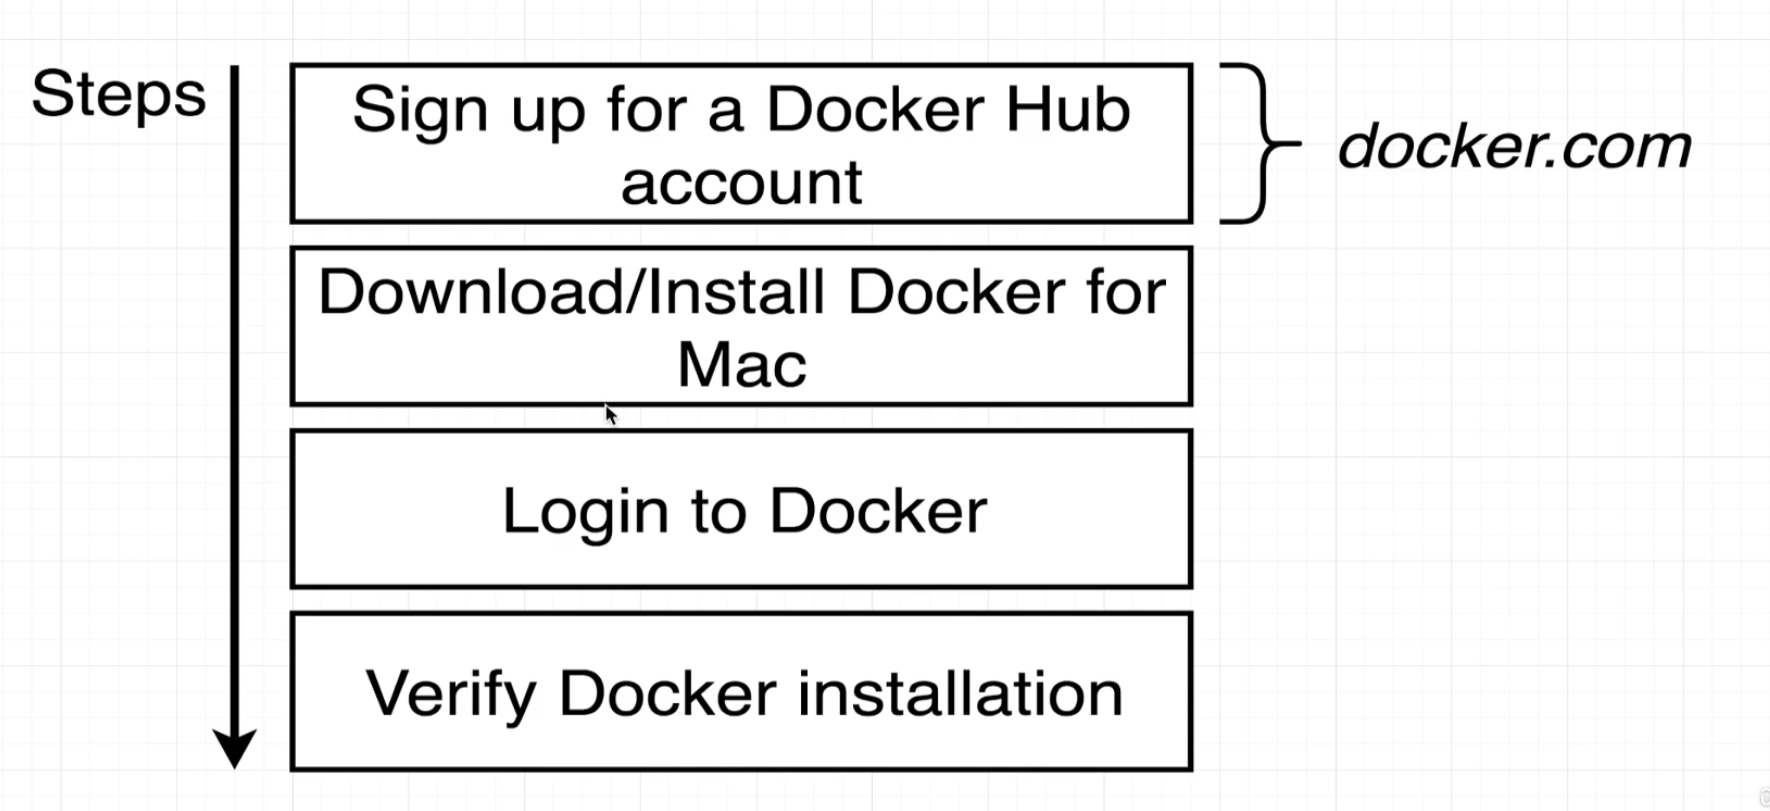 Steps
Sign up for a Docker Hub
account
docker.com
Download/Install Docker for
Mac
Login to Docker
Verify Docker installation